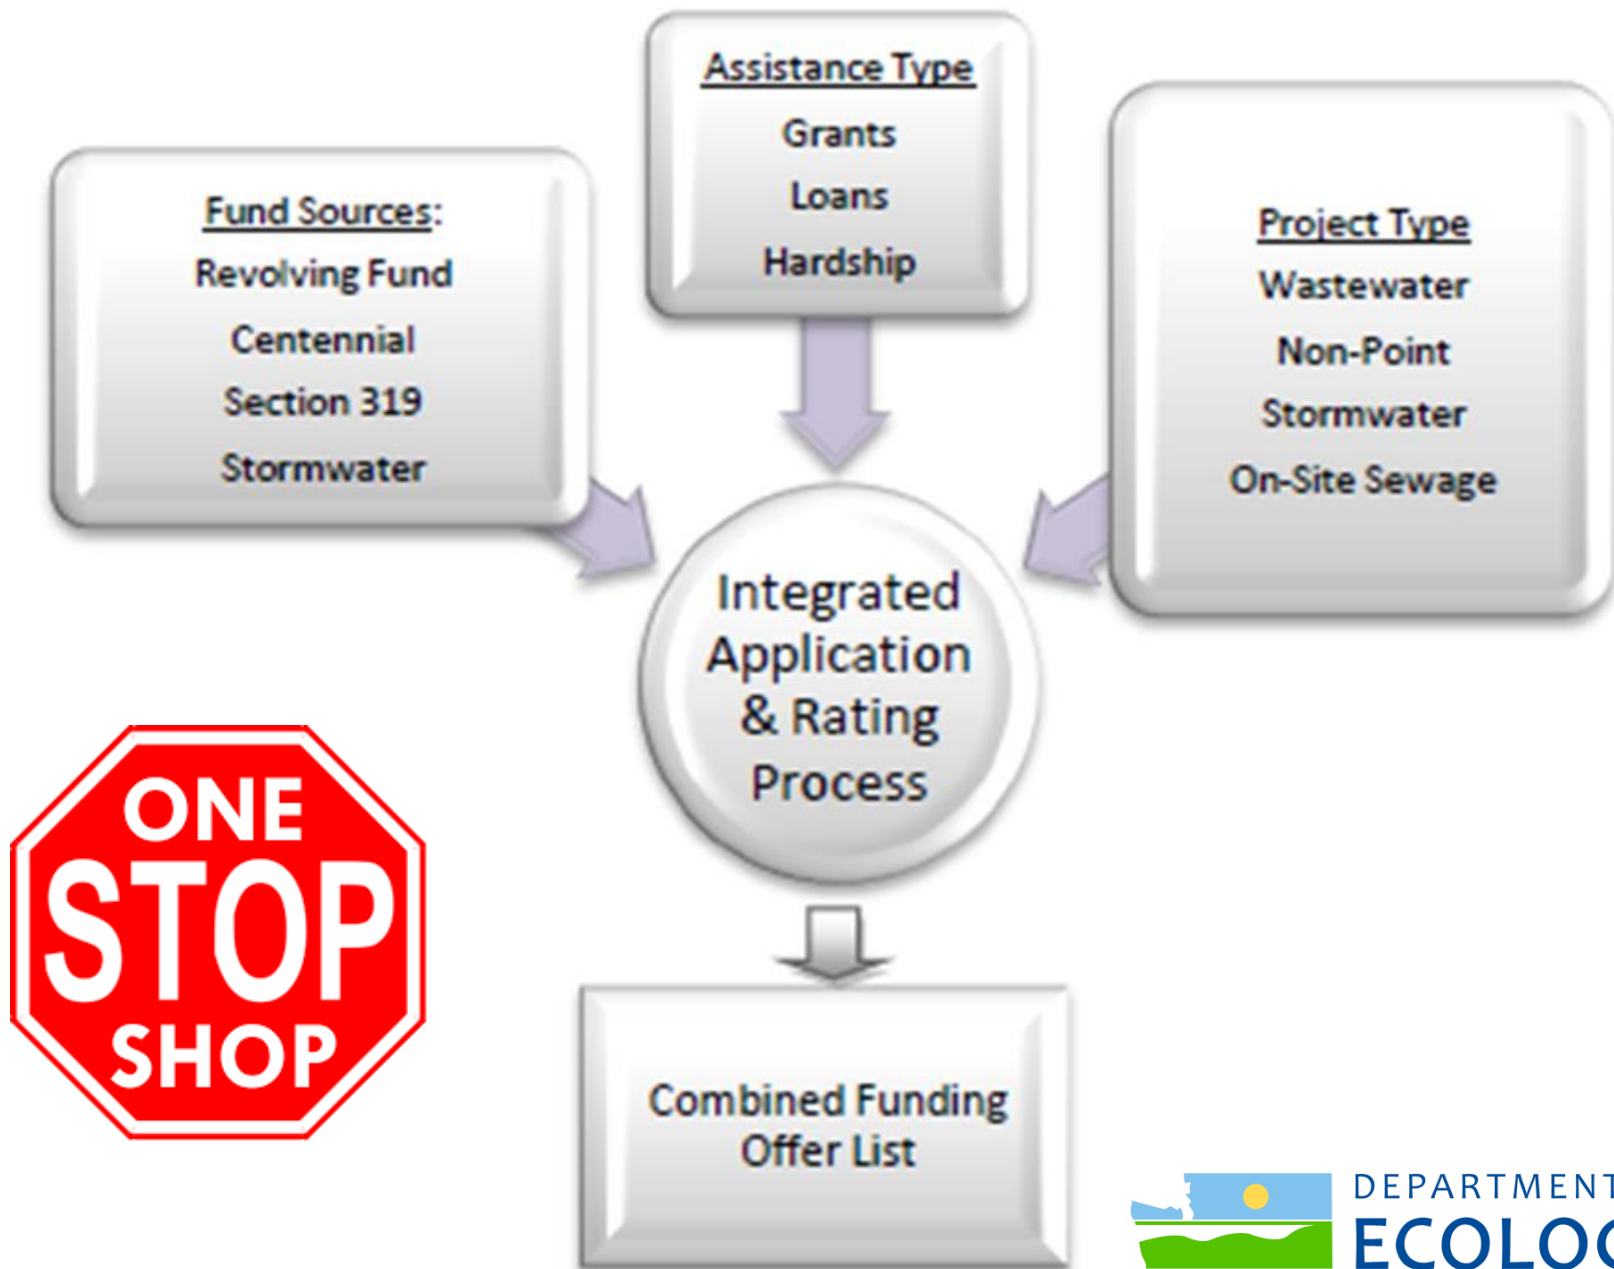 Assistance Type
Grants
Loans
Hardship
Fund Sources:
Revolving Fund
Centennial
Section 319
Stormwater
Project Type
Wastewater
Non-Point
Stormwater
On-Site Sewage
Integrated
Application
& Rating
Process
ONE
STOP
SHOP
Combined Funding
Offer List
DEPARTMENT